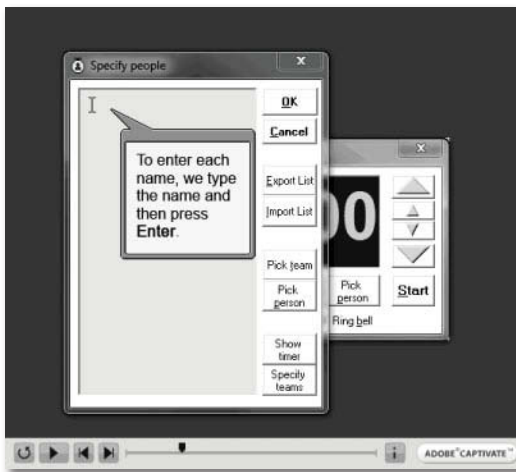 Specify people
OK
Cancel
To enter each
name, we type
the name and
then press
Enter.
Export List
Import List
Pick team
Pick
person
Show
timer
Specify
teams
00
Pick
person
Start
Ring bell
ADOBE® CAPTIVATE™